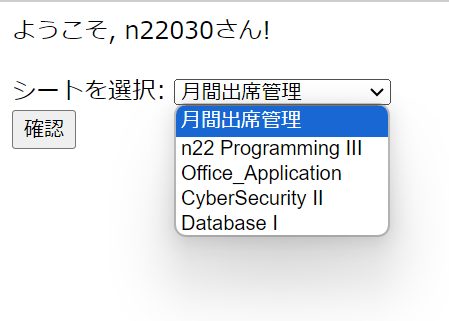 ようこそ, n22030さん!
シートを選択: 月間出席管理
確認
月間出席管理
n22 Programming III
Office_Application
CyberSecurity II
Database I